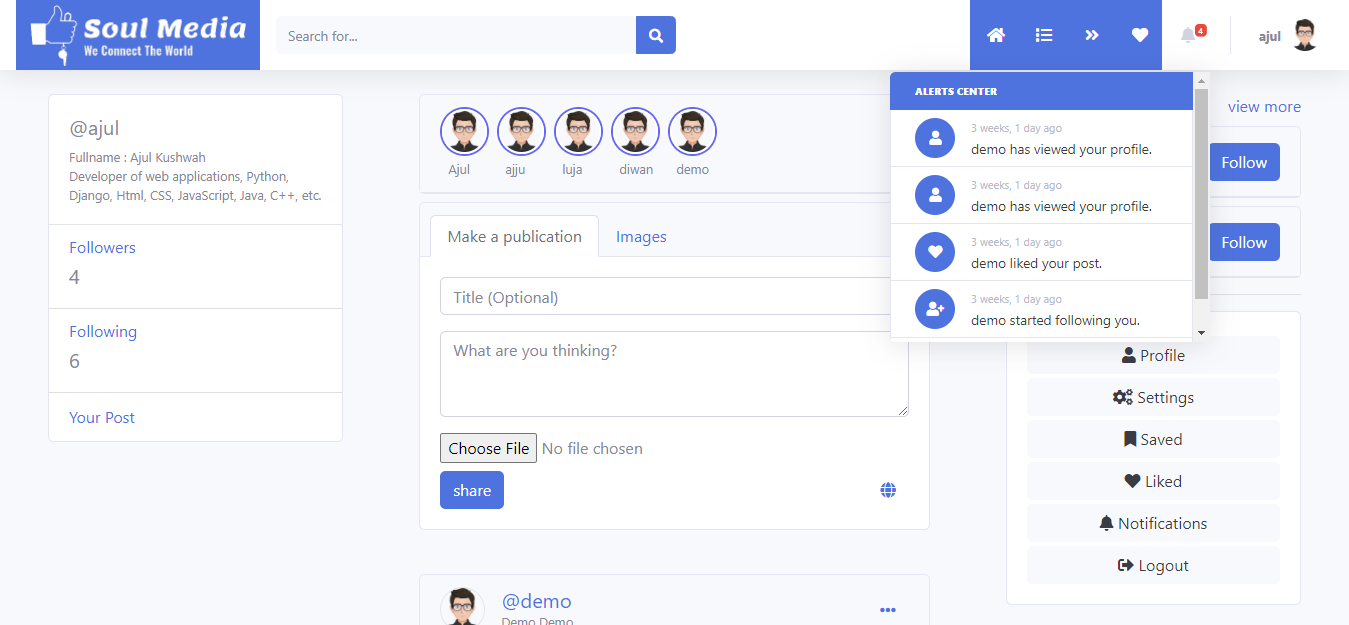 Soul Media
We Connect The World
Search for...
4
ajul
@ajul
Fullname : Ajul Kushwah
Developer of web applications, Python,
Django, Html, CSS, JavaScript, Java, C++, etc.
Followers
4
Following
6
Your Post
Ajul ajju luja diwan demo
Make a publication Images
Title (Optional)
What are you thinking?
Choose File No file chosen
share
@demo
Demo Demo
ALERTS CENTER
3 weeks, 1 day ago
demo has viewed your profile.
3 weeks, 1 day ago
demo has viewed your profile.
3 weeks, 1 day ago
demo liked your post.
3 weeks, 1 day ago
demo started following you.
view more
Follow
Follow
Profile
Settings
Saved
Liked
Notifications
Logout